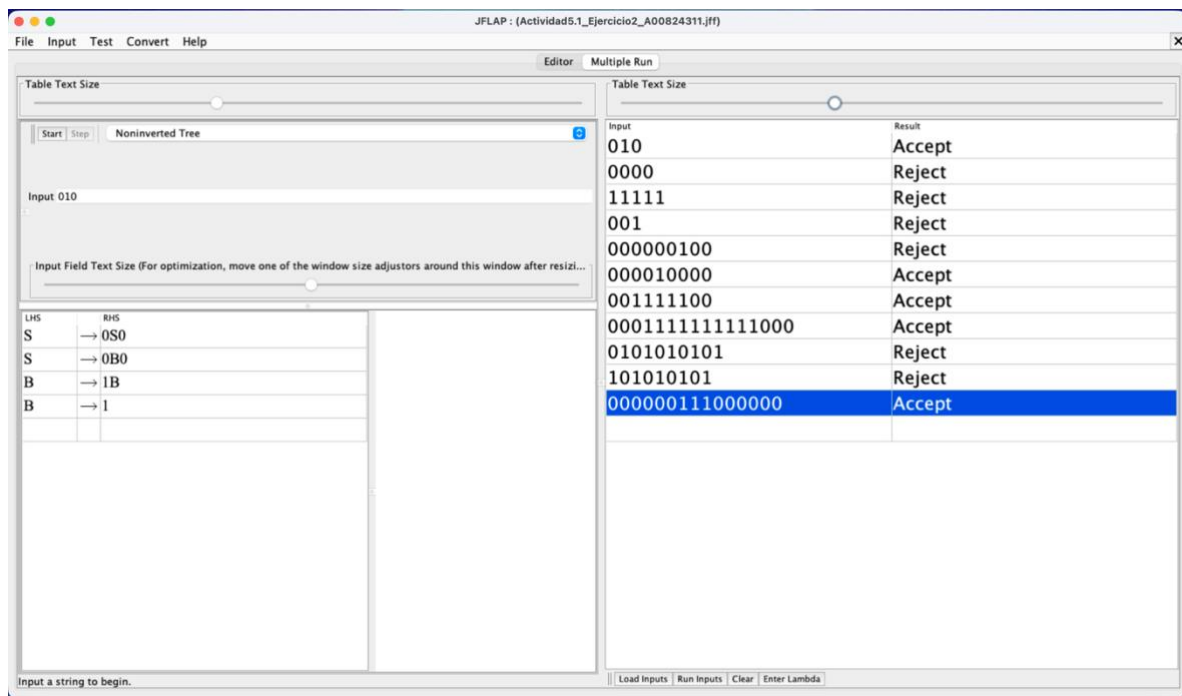 JFLAP : (Actividad5.1_Ejercicio2_A00824311.jff)
File Input Test Convert Help
Editor Multiple Run
Table Text Size
Start Step Noninverted Tree
Input 010
Input Field Text Size (For optimization, move one of the window size adjustors around this window after resizi...
LHS RHS
S → 0S0
S → 0B0
B → 1B
B → 1
Input a string to begin.
Table Text Size
Input Result
010 Accept
0000 Reject
11111 Reject
001 Reject
000000100 Reject
000010000 Accept
001111100 Accept
0001111111111000 Accept
0101010101 Reject
101010101 Reject
000000111000000 Accept
Load Inputs Run Inputs Clear Enter Lambda